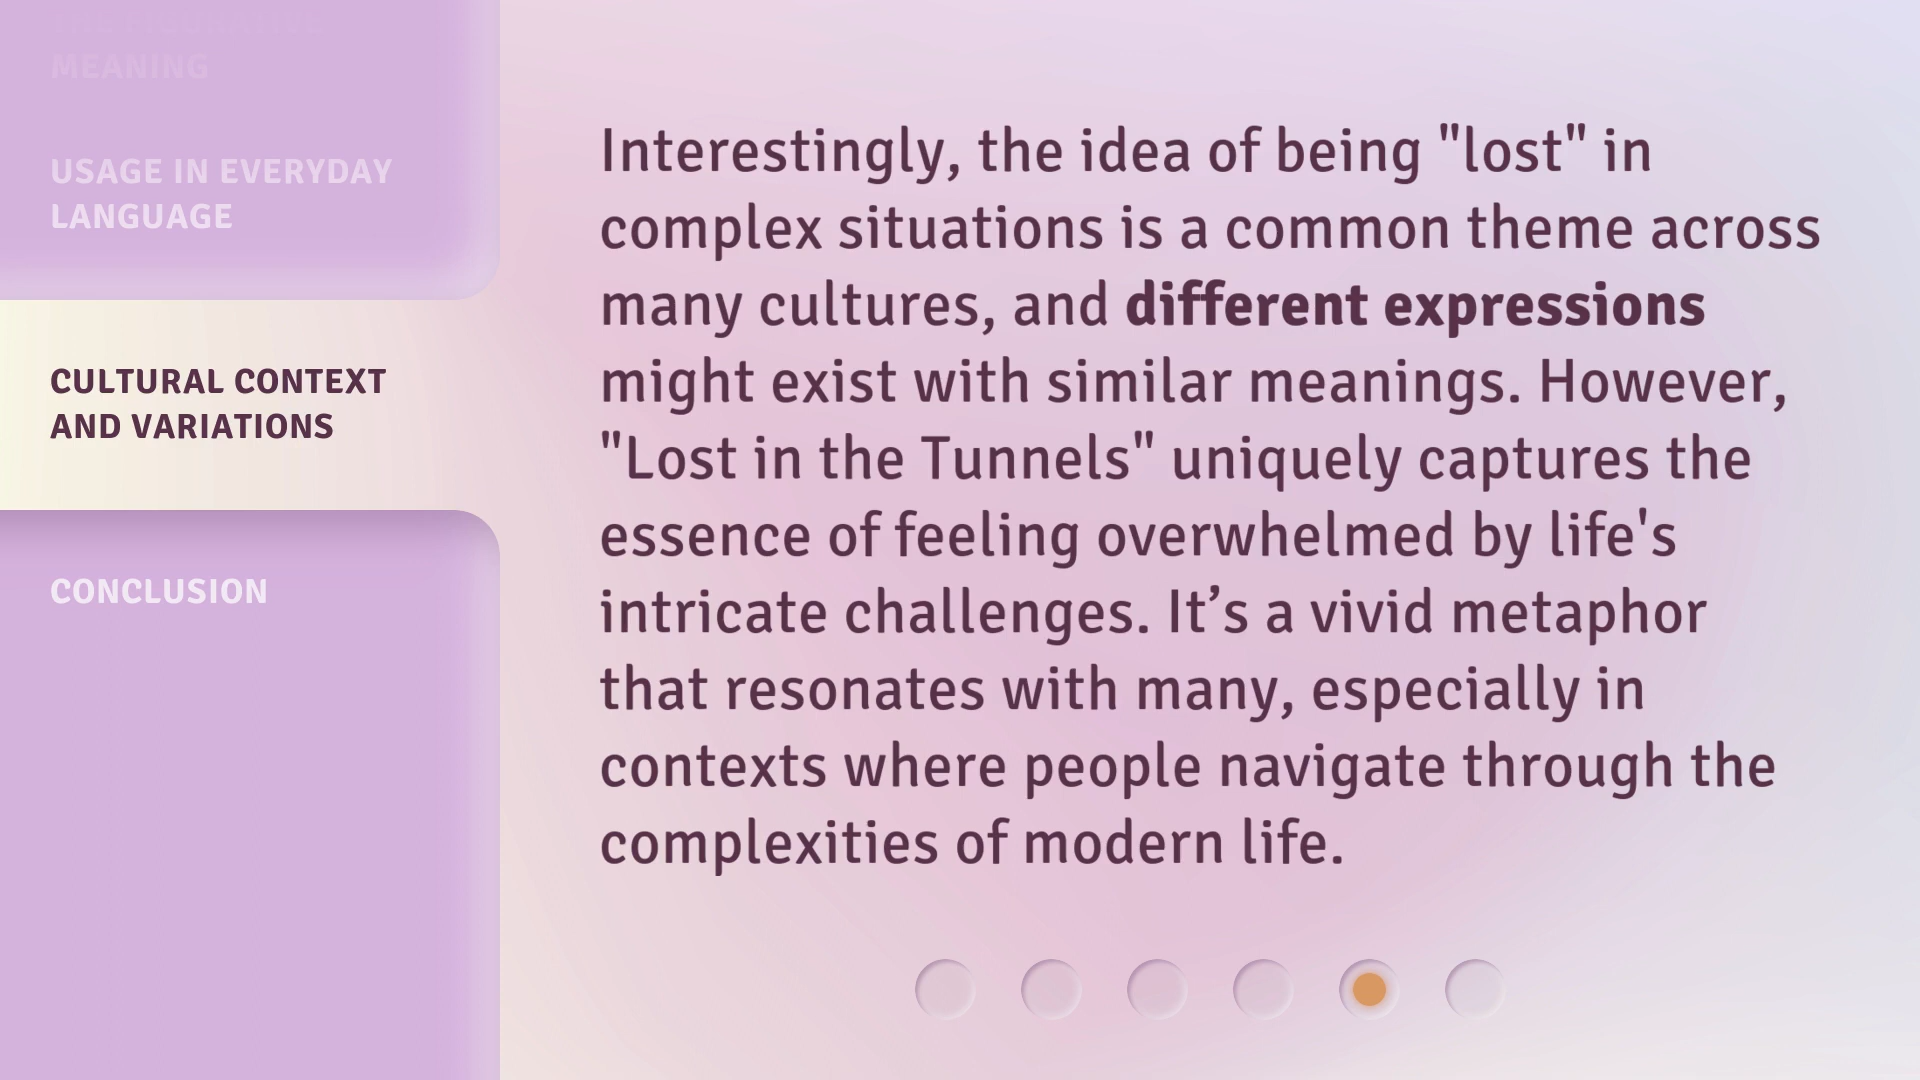 THE FIGURATIVE
MEANING
USAGE IN EVERYDAY
LANGUAGE
CULTURAL CONTEXT
AND VARIATIONS
CONCLUSION
Interestingly, the idea of being "lost" in
complex situations is a common theme across
many cultures, and different expressions
might exist with similar meanings. However,
"Lost in the Tunnels" uniquely captures the
essence of feeling overwhelmed by life's
intricate challenges. It’s a vivid metaphor
that resonates with many, especially in
contexts where people navigate through the
complexities of modern life.